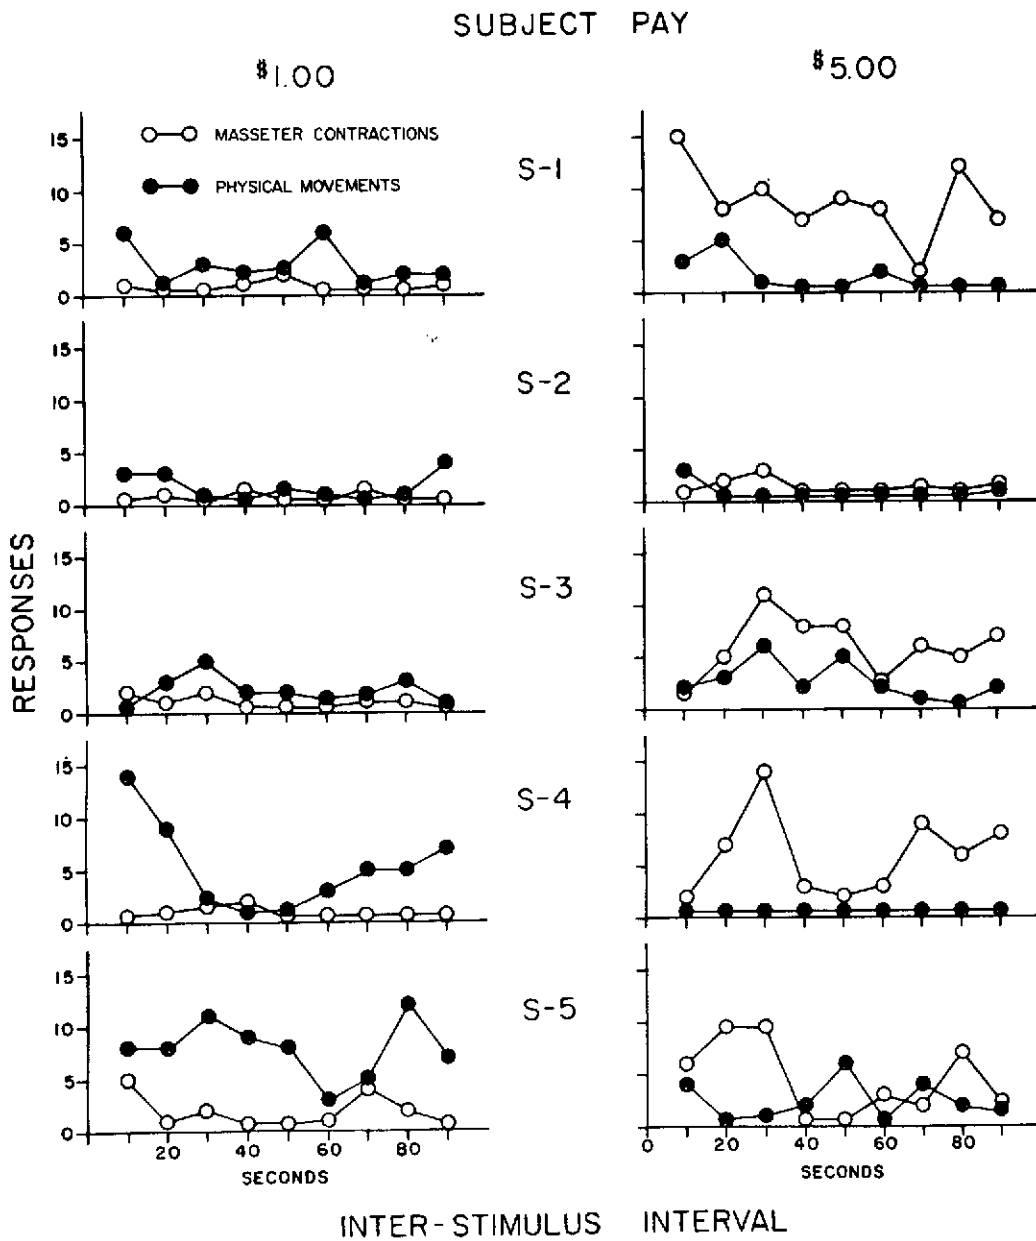 SUBJECT PAY
$1.00
$5.00
MASSETER CONTRACTIONS
PHYSICAL MOVEMENTS
15
10
5
0
S-1
15
10
5
0
S-2
15
10
5
0
S-3
15
10
5
0
S-4
15
10
5
0
S-5
20 40 60 80
0 20 40 60 80
SECONDS
SECONDS
RESPONSES
INTER-STIMULUS INTERVAL